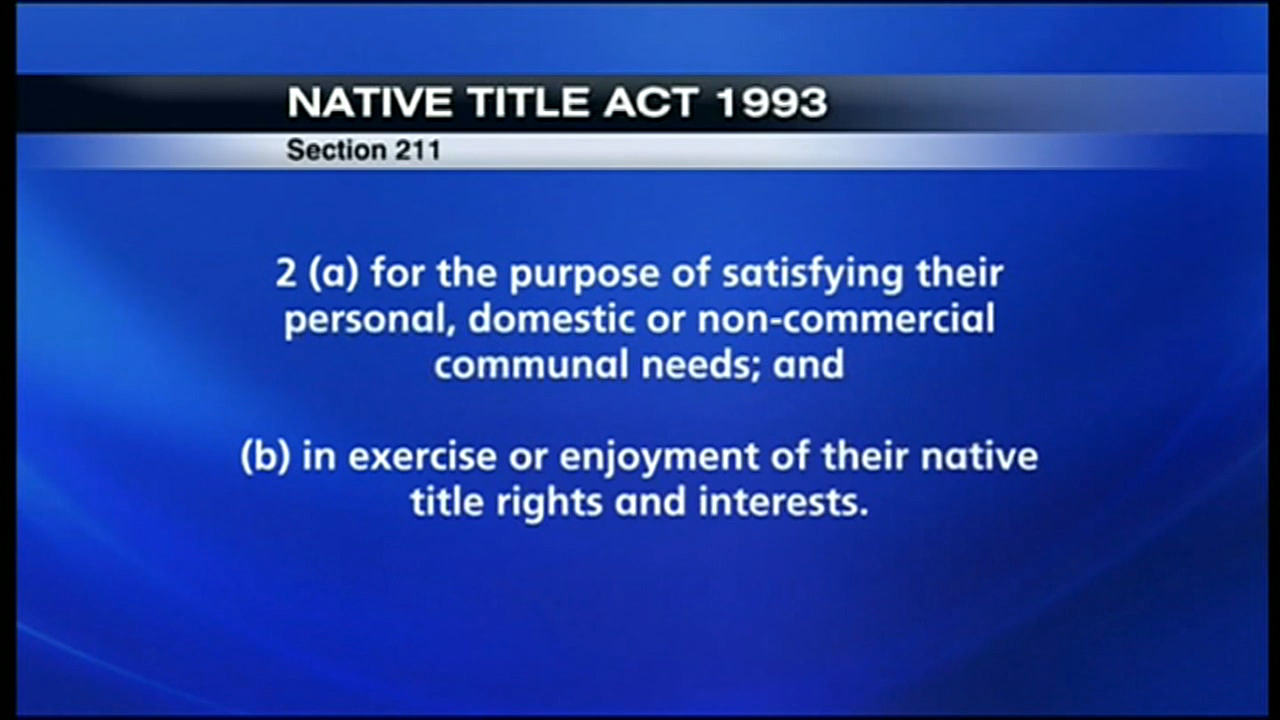 NATIVE TITLE ACT 1993
Section 211
2 (a) for the purpose of satisfying their
personal, domestic or non-commercial
communal needs; and
(b) in exercise or enjoyment of their native
title rights and interests.